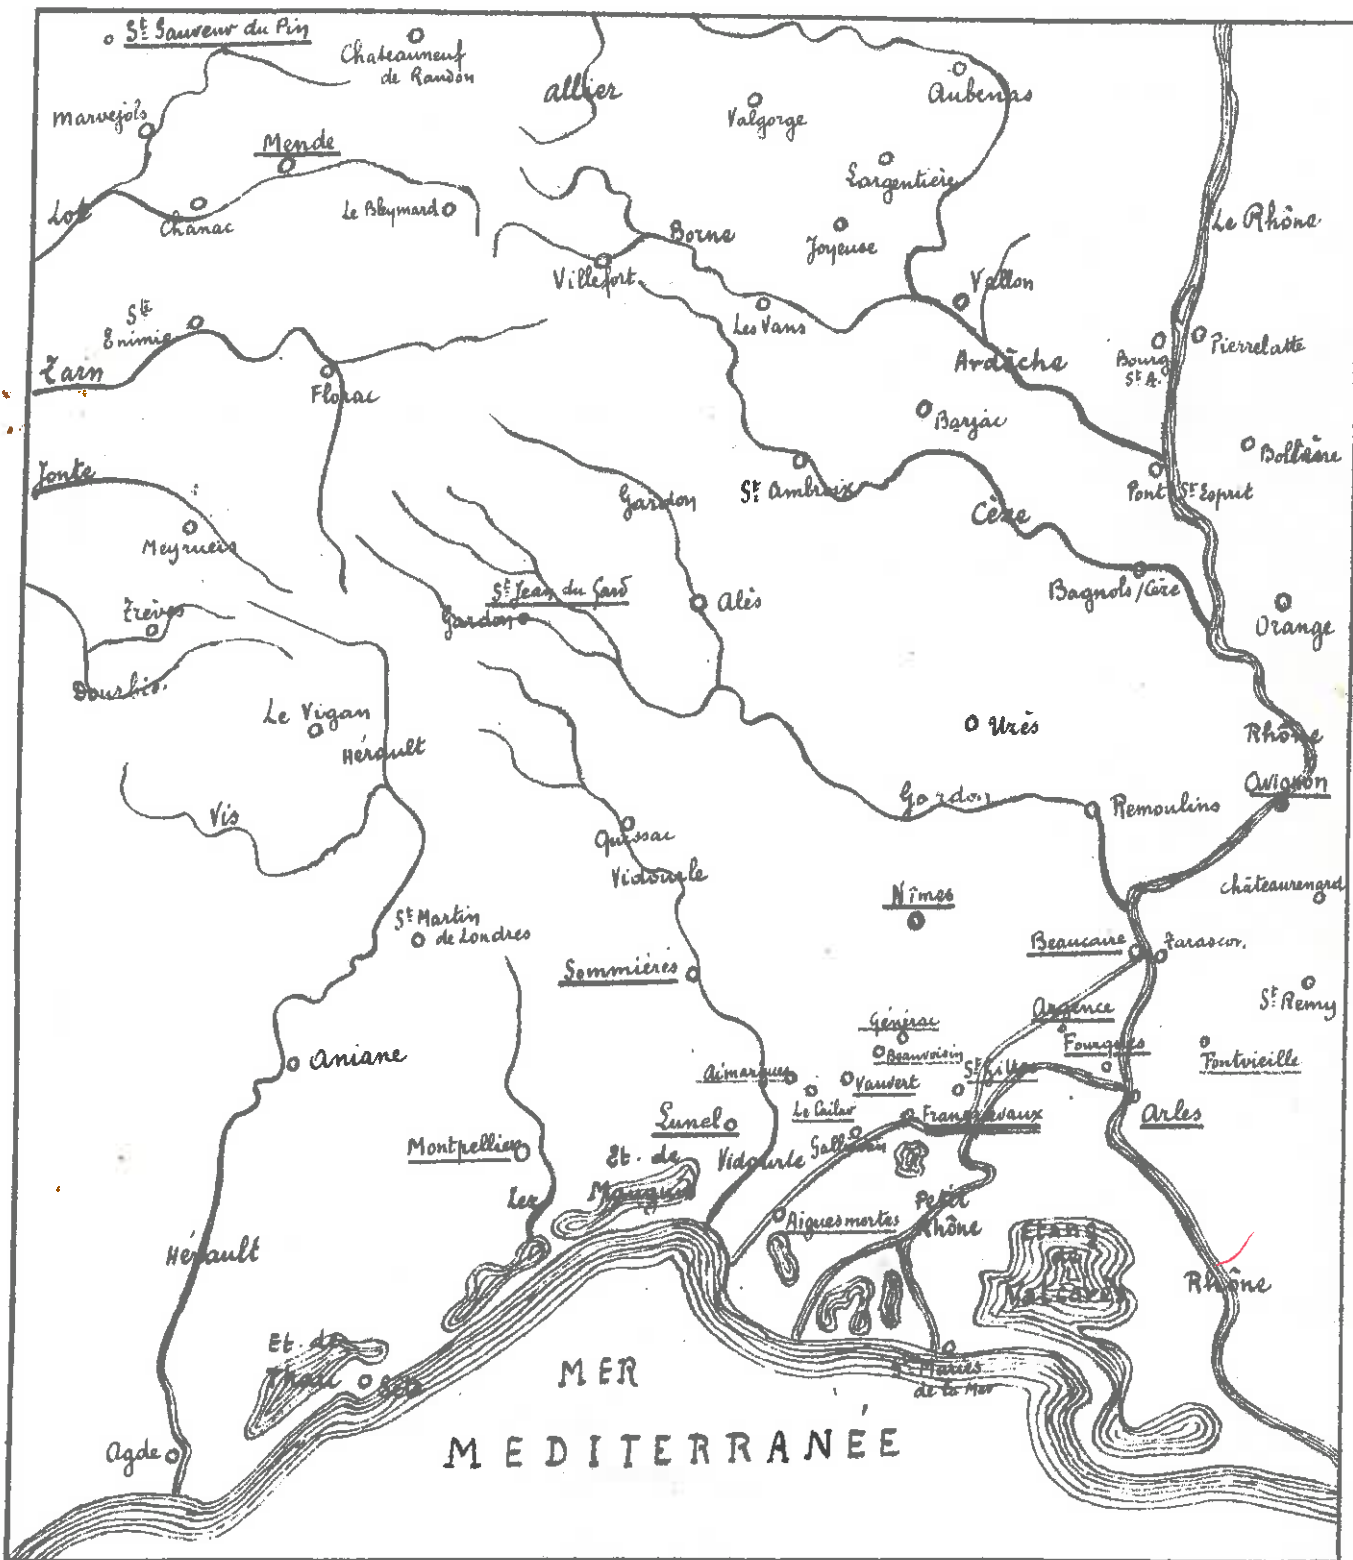 St Sauveur du Pin
Chateauneuf
de Randon
Allier
Aubenas
Valgorge
Marvejols
Mende
Largentière
Lot
Chanac
Le Bleymard
Borne
Joyeuse
Le Rhône
Villefort
Vallon
Les Vans
Ste
Enimie
Pierrelatte
Bourg
St A.
Ardèche
Tarn
Florac
Barjac
Bollène
Jonte
Gardon
St Ambroix
Pont St Esprit
Cèze
Meyrueis
St Jean du Gard
Alès
Bagnols/Cèze
Trèves
Gardon
Orange
Dourbie.
Le Vigan
Uzès
Hérault
Rhône
Avignon
Vis
Gardon
Remoulins
Quissac
Vidourle
Châteaurenard
Nîmes
St Martin
de Londres
Beaucaire
Tarascon.
Sommières
St Remy
Argence
Générac
Beauvoisin
Fourques
Fontvieille
Aniane
Aimargues
Vauvert
St Gilles
Le Cailar
Franquevaux
Arles
Lunel
Gallician
Montpellier
Et. de
Mauguio
Vidourle
Lez
Petit
Rhône
Aiguesmortes
Etang
de
Vaccarès
Hérault
Rhône
Et. de
Thau
Sète
MER
MEDITERRANÉE
Stes Maries
de la Mer
Agde